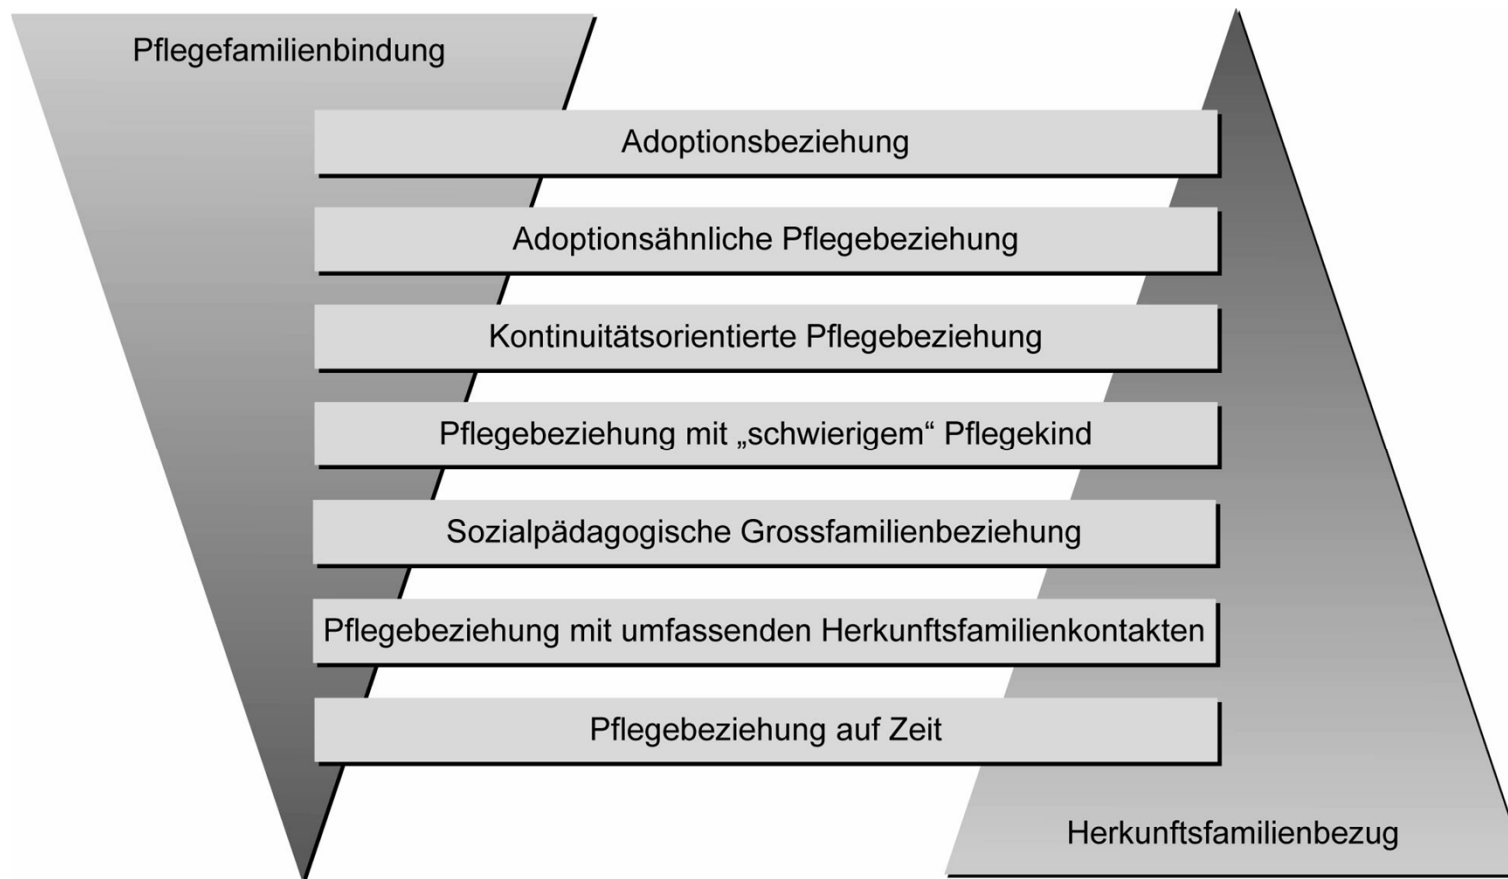 Pflegefamilienbindung
Adoptionsbeziehung
Adoptionsähnliche Pflegebeziehung
Kontinuitätsorientierte Pflegebeziehung
Pflegebeziehung mit „schwierigem“ Pflegekind
Sozialpädagogische Grossfamilienbeziehung
Pflegebeziehung mit umfassenden Herkunftsfamilienkontakten
Pflegebeziehung auf Zeit
Herkunftsfamilienbezug